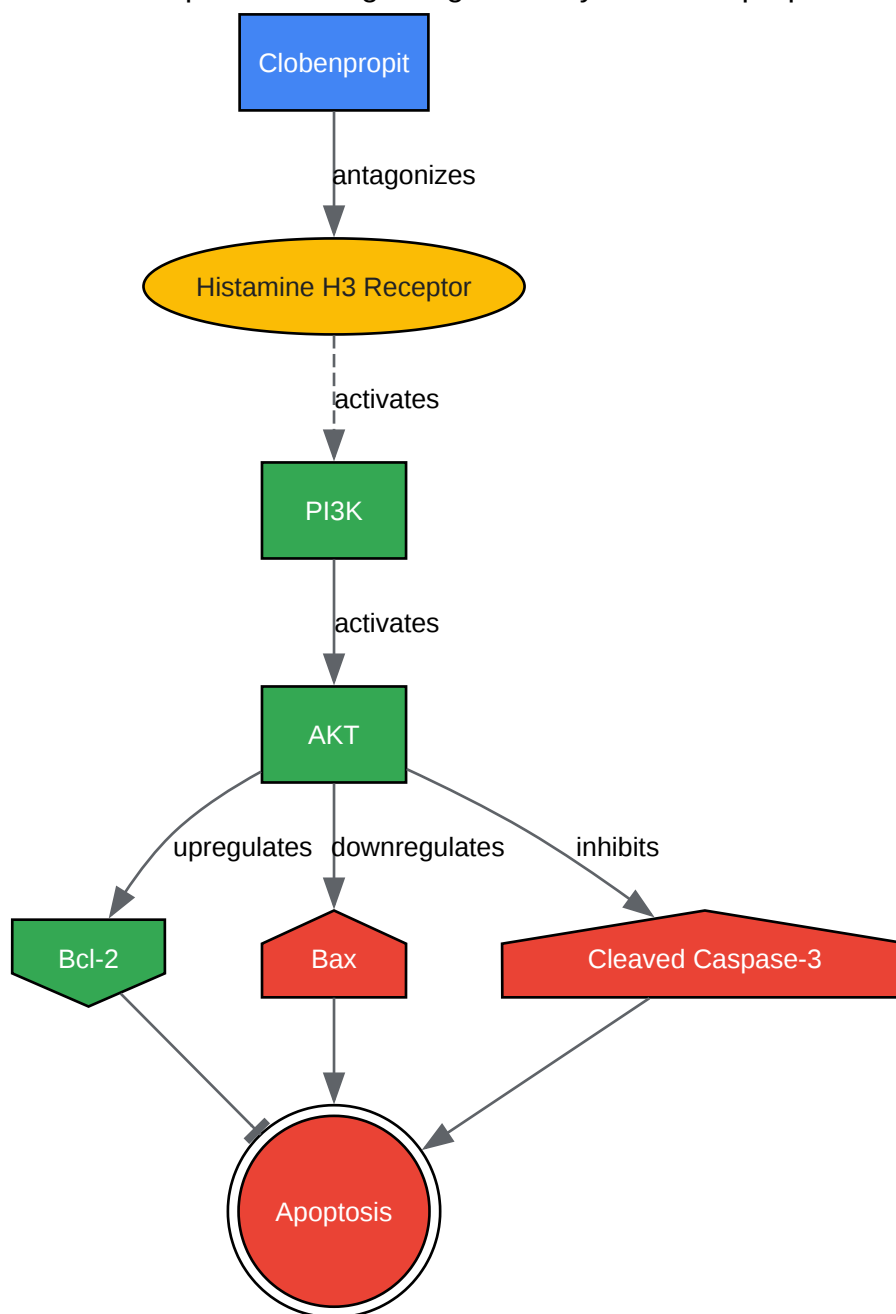 Clobenpropit
antagonizes
Histamine H3 Receptor
activates
PI3K
activates
AKT
upregulates
downregulates
inhibits
Bcl-2
Bax
Cleaved Caspase-3
Apoptosis